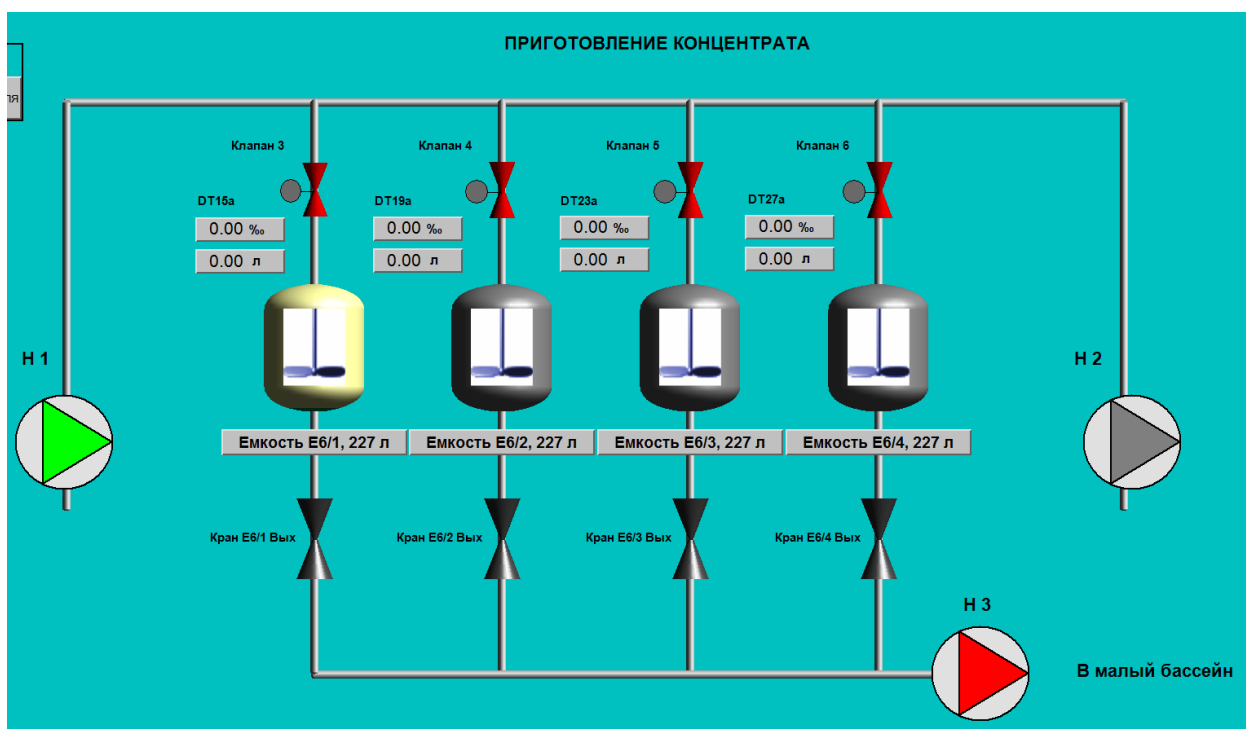 ПРИГОТОВЛЕНИЕ КОНЦЕНТРАТА
ля
Клапан 3
Клапан 4
Клапан 5
Клапан 6
DT15a
DT19a
DT23a
DT27a
0.00 ‰
0.00 ‰
0.00 ‰
0.00 ‰
0.00 л
0.00 л
0.00 л
0.00 л
Н 1
Н 2
Емкость Е6/1, 227 л
Емкость Е6/2, 227 л
Емкость Е6/3, 227 л
Емкость Е6/4, 227 л
Кран Е6/1 Вых
Кран Е6/2 Вых
Кран Е6/3 Вых
Кран Е6/4 Вых
Н 3
В малый бассейн